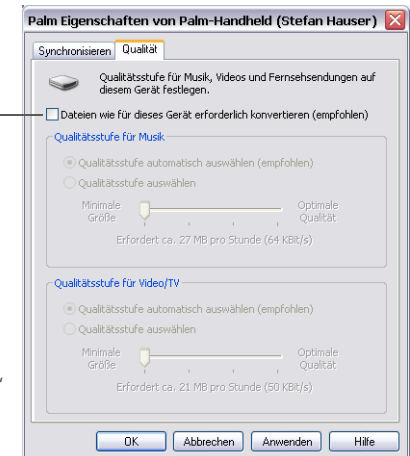 Palm Eigenschaften von Palm-Handheld (Stefan Hauser)
Synchronisieren Qualität
Qualitätsstufe für Musik, Videos und Fernsehsendungen auf
diesem Gerät festlegen.
Dateien wie für dieses Gerät erforderlich konvertieren (empfohlen)
Qualitätsstufe für Musik
Qualitätsstufe automatisch auswählen (empfohlen)
Qualitätsstufe auswählen
Minimale Optimale
Größe Qualität
Erfordert ca. 27 MB pro Stunde (64 KBit/s)
Qualitätsstufe für Video/TV
Qualitätsstufe automatisch auswählen (empfohlen)
Qualitätsstufe auswählen
Minimale Optimale
Größe Qualität
Erfordert ca. 21 MB pro Stunde (50 KBit/s)
OK Abbrechen Anwenden Hilfe